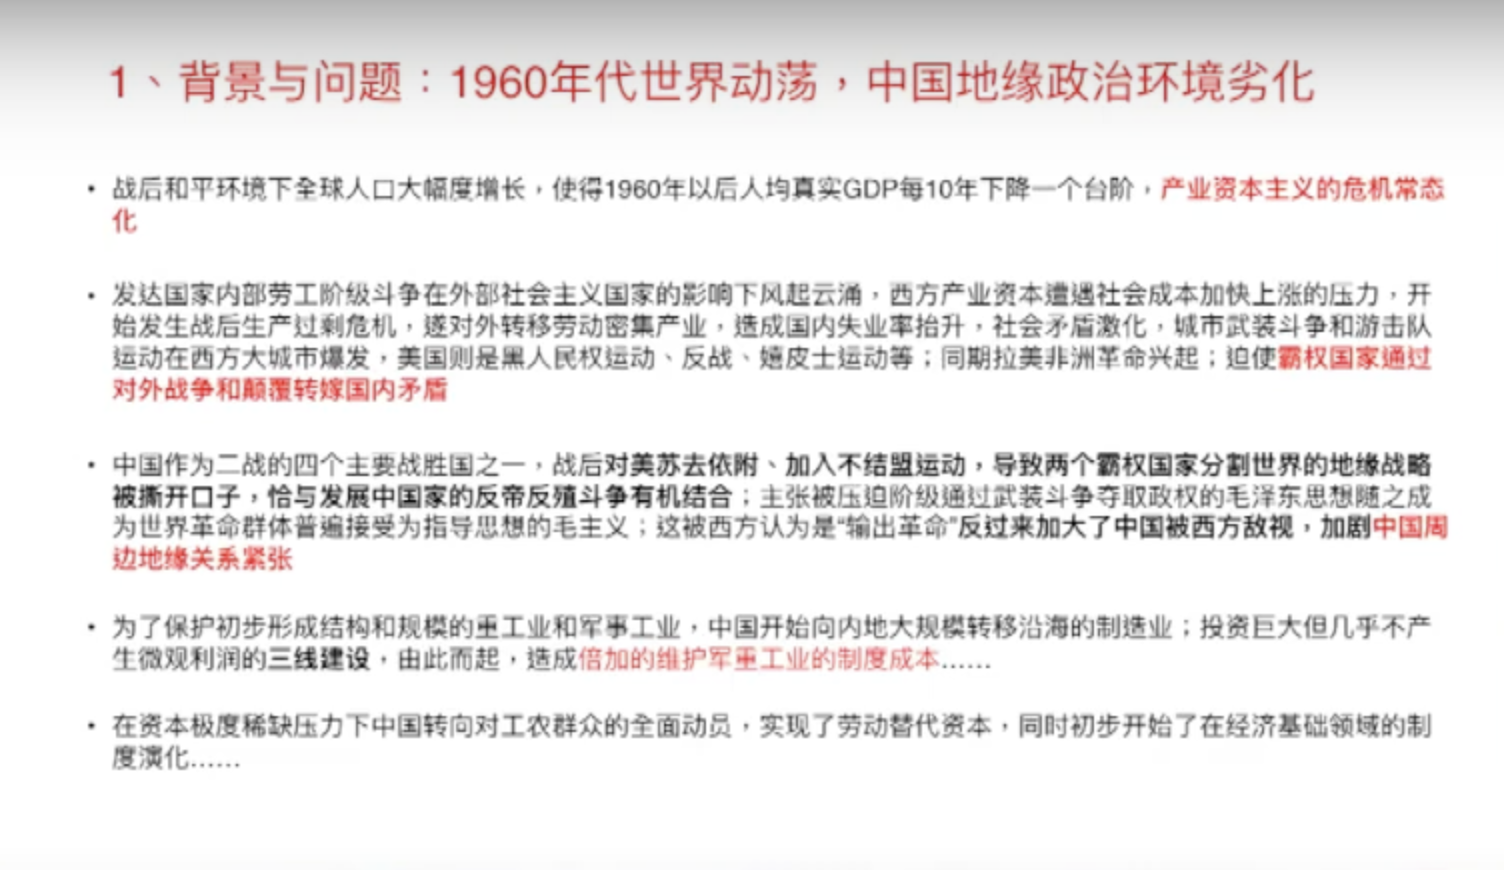 1、背景与问题：1960年代世界动荡，中国地缘政治环境劣化
• 战后和平环境下全球人口大幅度增长，使得1960年以后人均真实GDP每10年下降一个台阶，产业资本主义的危机常态
化
• 发达国家内部劳工阶级斗争在外部社会主义国家的影响下风起云涌，西方产业资本遭遇社会成本加快上涨的压力，开
始发生战后生产过剩危机，遂对外转移劳动密集产业，造成国内失业率抬升，社会矛盾激化，城市武装斗争和游击队
运动在西方大城市爆发，美国则是黑人民权运动、反战、嬉皮士运动等；同期拉美非洲革命兴起；迫使霸权国家通过
对外战争和颠覆转嫁国内矛盾
• 中国作为二战的四个主要战胜国之一，战后对美苏去依附、加入不结盟运动，导致两个霸权国家分割世界的地缘战略
被撕开口子，恰与发展中国家的反帝反殖斗争有机结合；主张被压迫阶级通过武装斗争夺取政权的毛泽东思想随之成
为世界革命群体普遍接受为指导思想的毛主义；这被西方认为是“输出革命”反过来加大了中国被西方敌视，加剧中国周
边地缘关系紧张
• 为了保护初步形成结构和规模的重工业和军事工业，中国开始向内地大规模转移沿海的制造业；投资巨大但几乎不产
生微观利润的三线建设，由此而起，造成倍加的维护军重工业的制度成本……
• 在资本极度稀缺压力下中国转向对工农群众的全面动员，实现了劳动替代资本，同时初步开始了在经济基础领域的制
度演化……